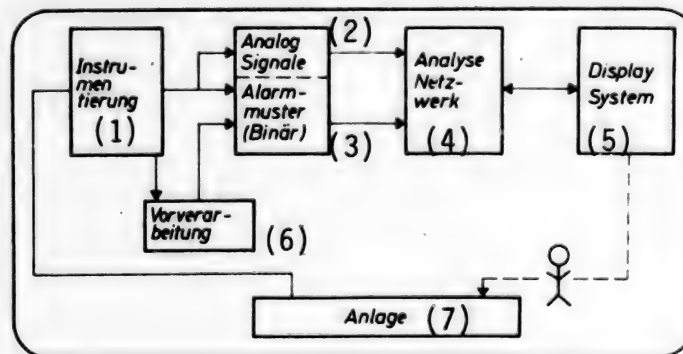 Instru-
men
tierung
(1)
Analog
Signale
(2)
Alarm-
muster
(Binär)
(3)
Analyse
Netz-
werk
(4)
Display
System
(5)
Vorverar-
beitung
(6)
Anlage (7)